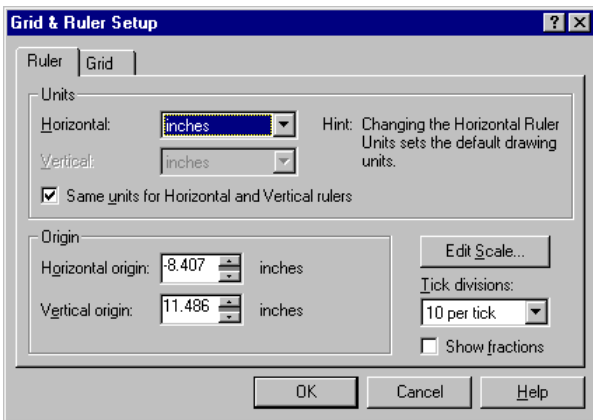 Grid & Ruler Setup
Ruler
Grid
Units
Horizontal:
inches
Hint: Changing the Horizontal Ruler
Units sets the default drawing
units.
Vertical:
inches
Same units for Horizontal and Vertical rulers
Origin
Horizontal origin:
-8.407
inches
Vertical origin:
11.486
inches
Edit Scale...
Tick divisions:
10 per tick
Show fractions
OK
Cancel
Help